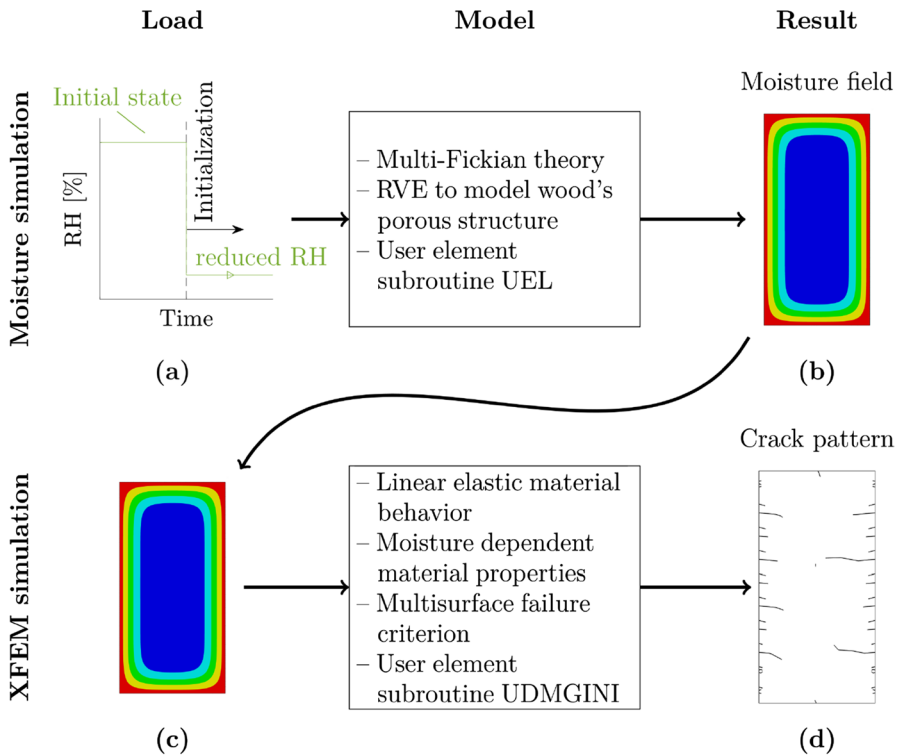 Load
Model
Result
Moisture simulation
Initial state
Initialization
RH [%]
reduced RH
Time
(a)
– Multi-Fickian theory
– RVE to model wood's
porous structure
– User element
subroutine UEL
Moisture field
(b)
XFEM simulation
(c)
– Linear elastic material
behavior
– Moisture dependent
material properties
– Multisurface failure
criterion
– User element
subroutine UDMGINI
Crack pattern
(d)